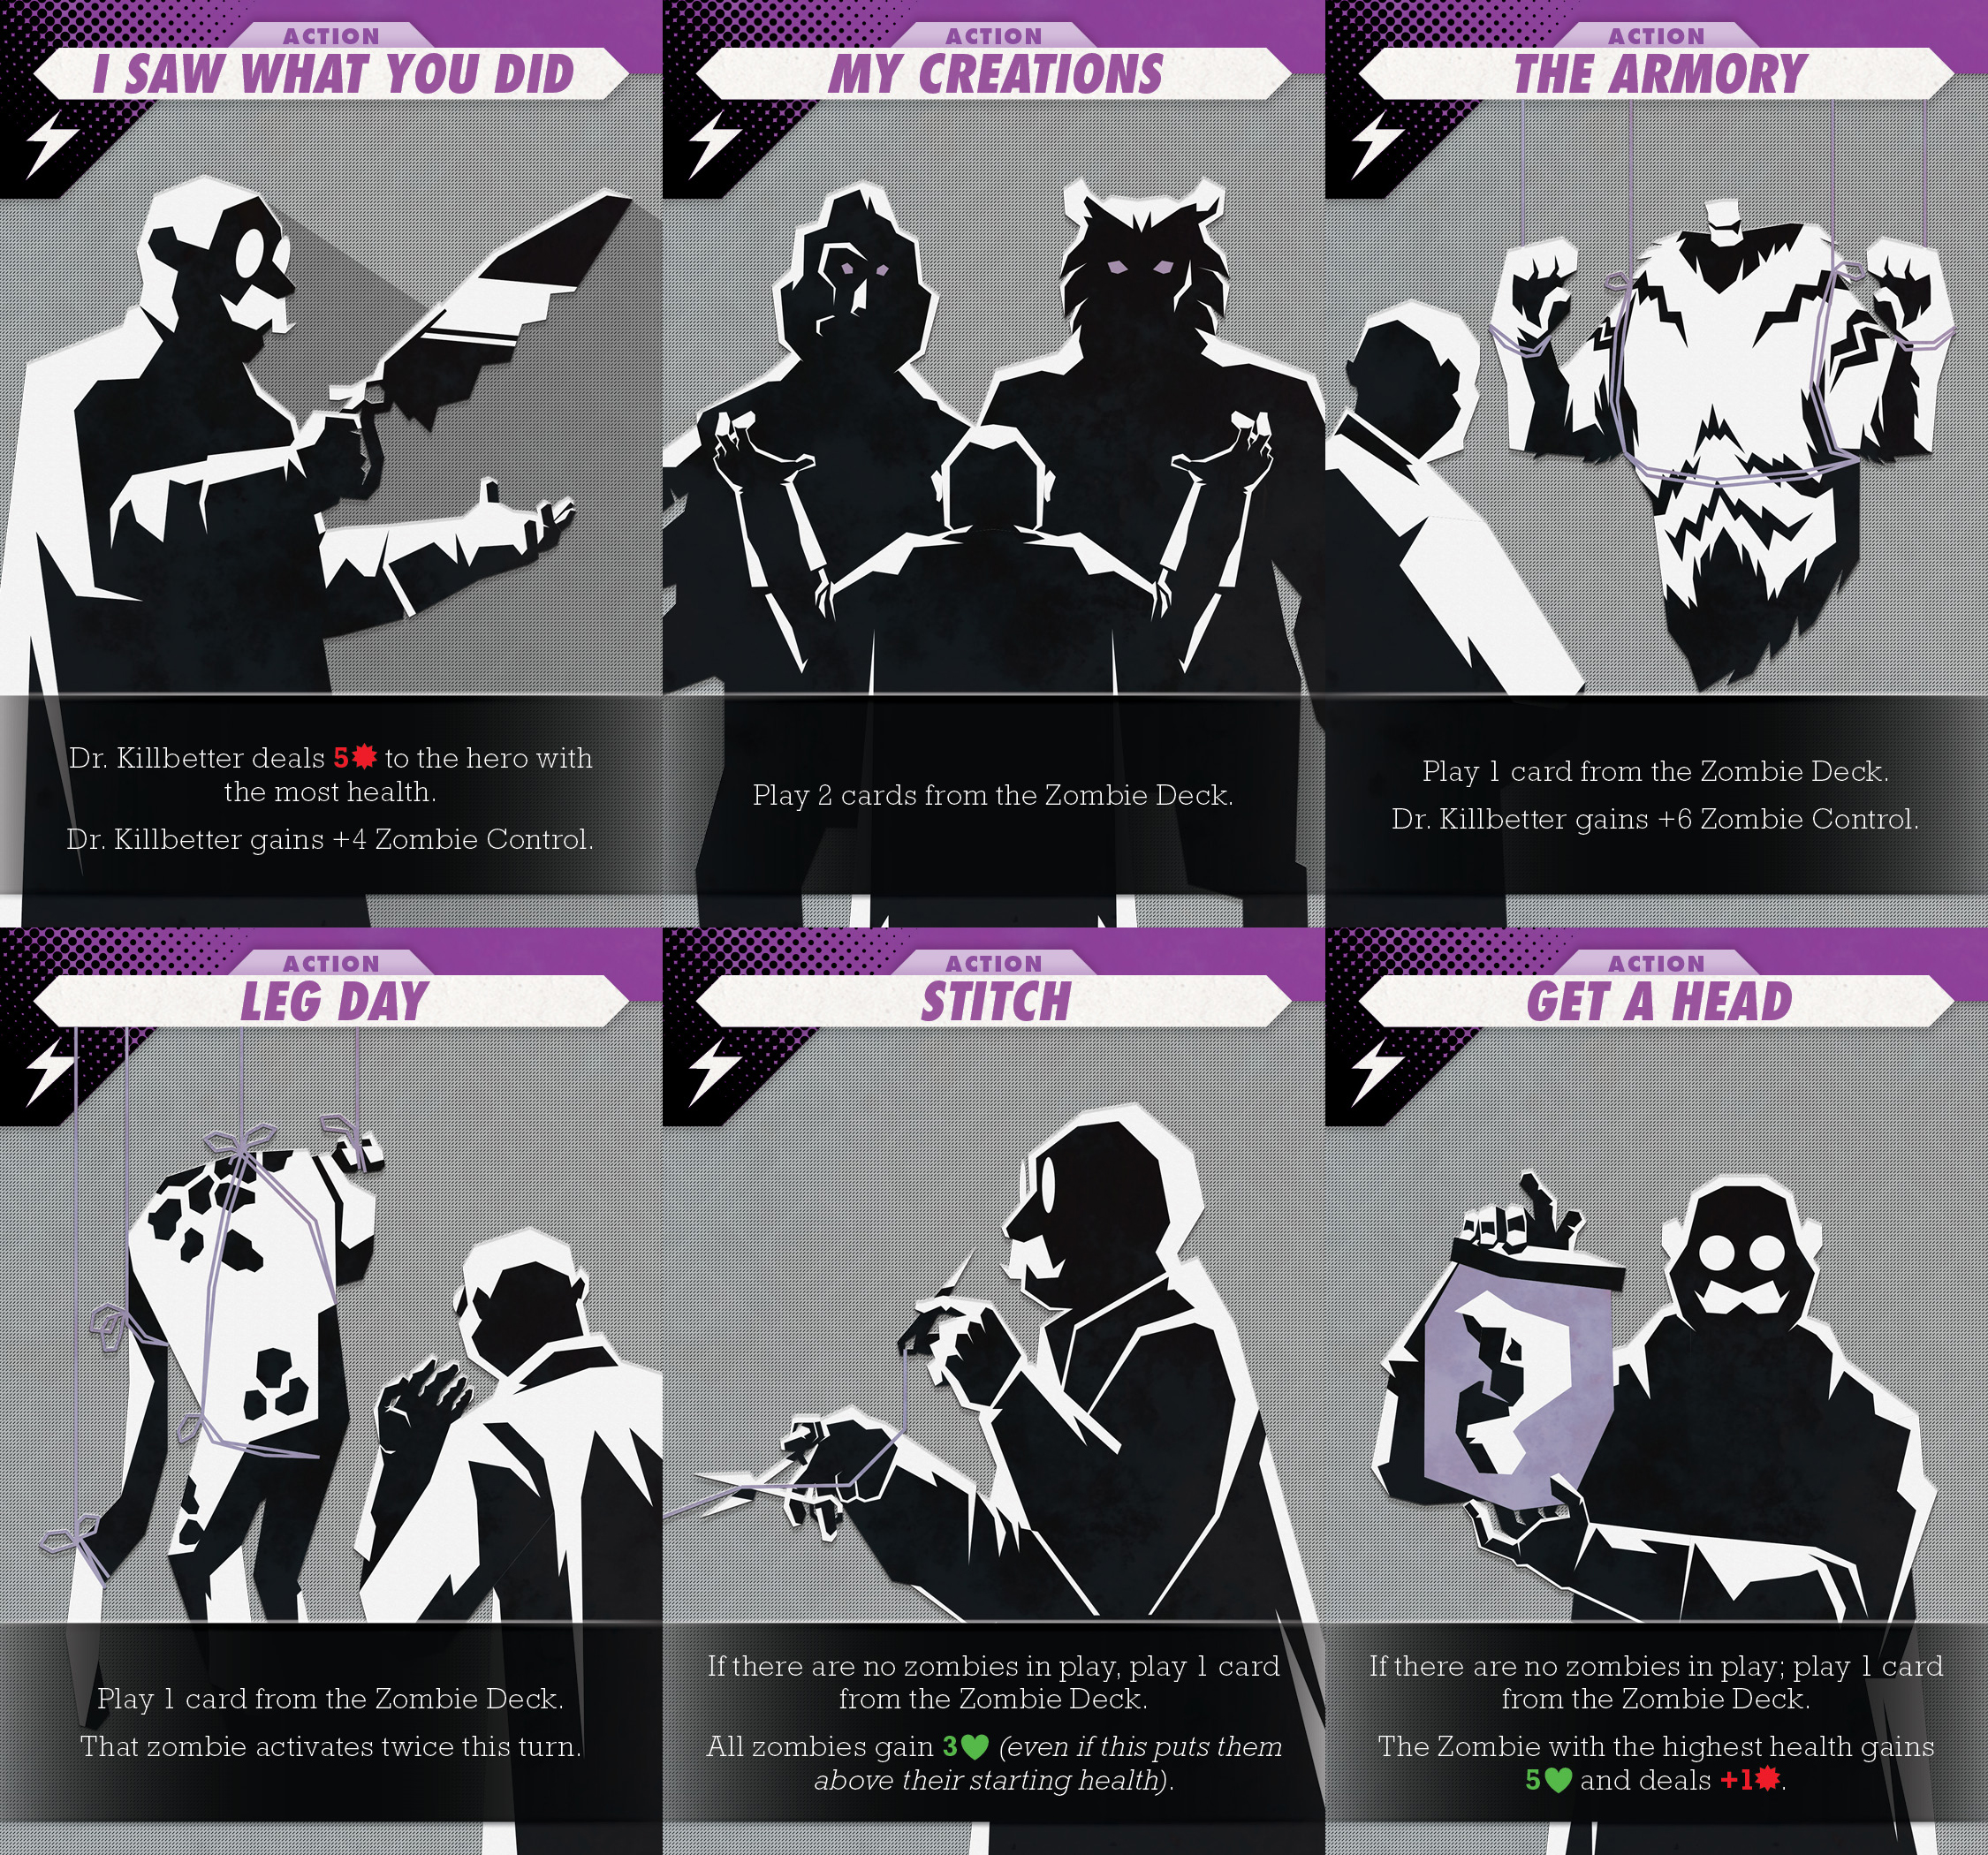 ACTION
I SAW WHAT YOU DID
Dr. Killbetter deals 5 to the hero with
the most health.
Dr. Killbetter gains +4 Zombie Control.
ACTION
MY CREATIONS
Play 2 cards from the Zombie Deck.
ACTION
THE ARMORY
Play 1 card from the Zombie Deck.
Dr. Killbetter gains +6 Zombie Control.
ACTION
LEG DAY
Play 1 card from the Zombie Deck.
That zombie activates twice this turn.
ACTION
STITCH
If there are no zombies in play, play 1 card
from the Zombie Deck.
All zombies gain 3 (even if this puts them
above their starting health).
ACTION
GET A HEAD
If there are no zombies in play; play 1 card
from the Zombie Deck.
The Zombie with the highest health gains
5 and deals +1.